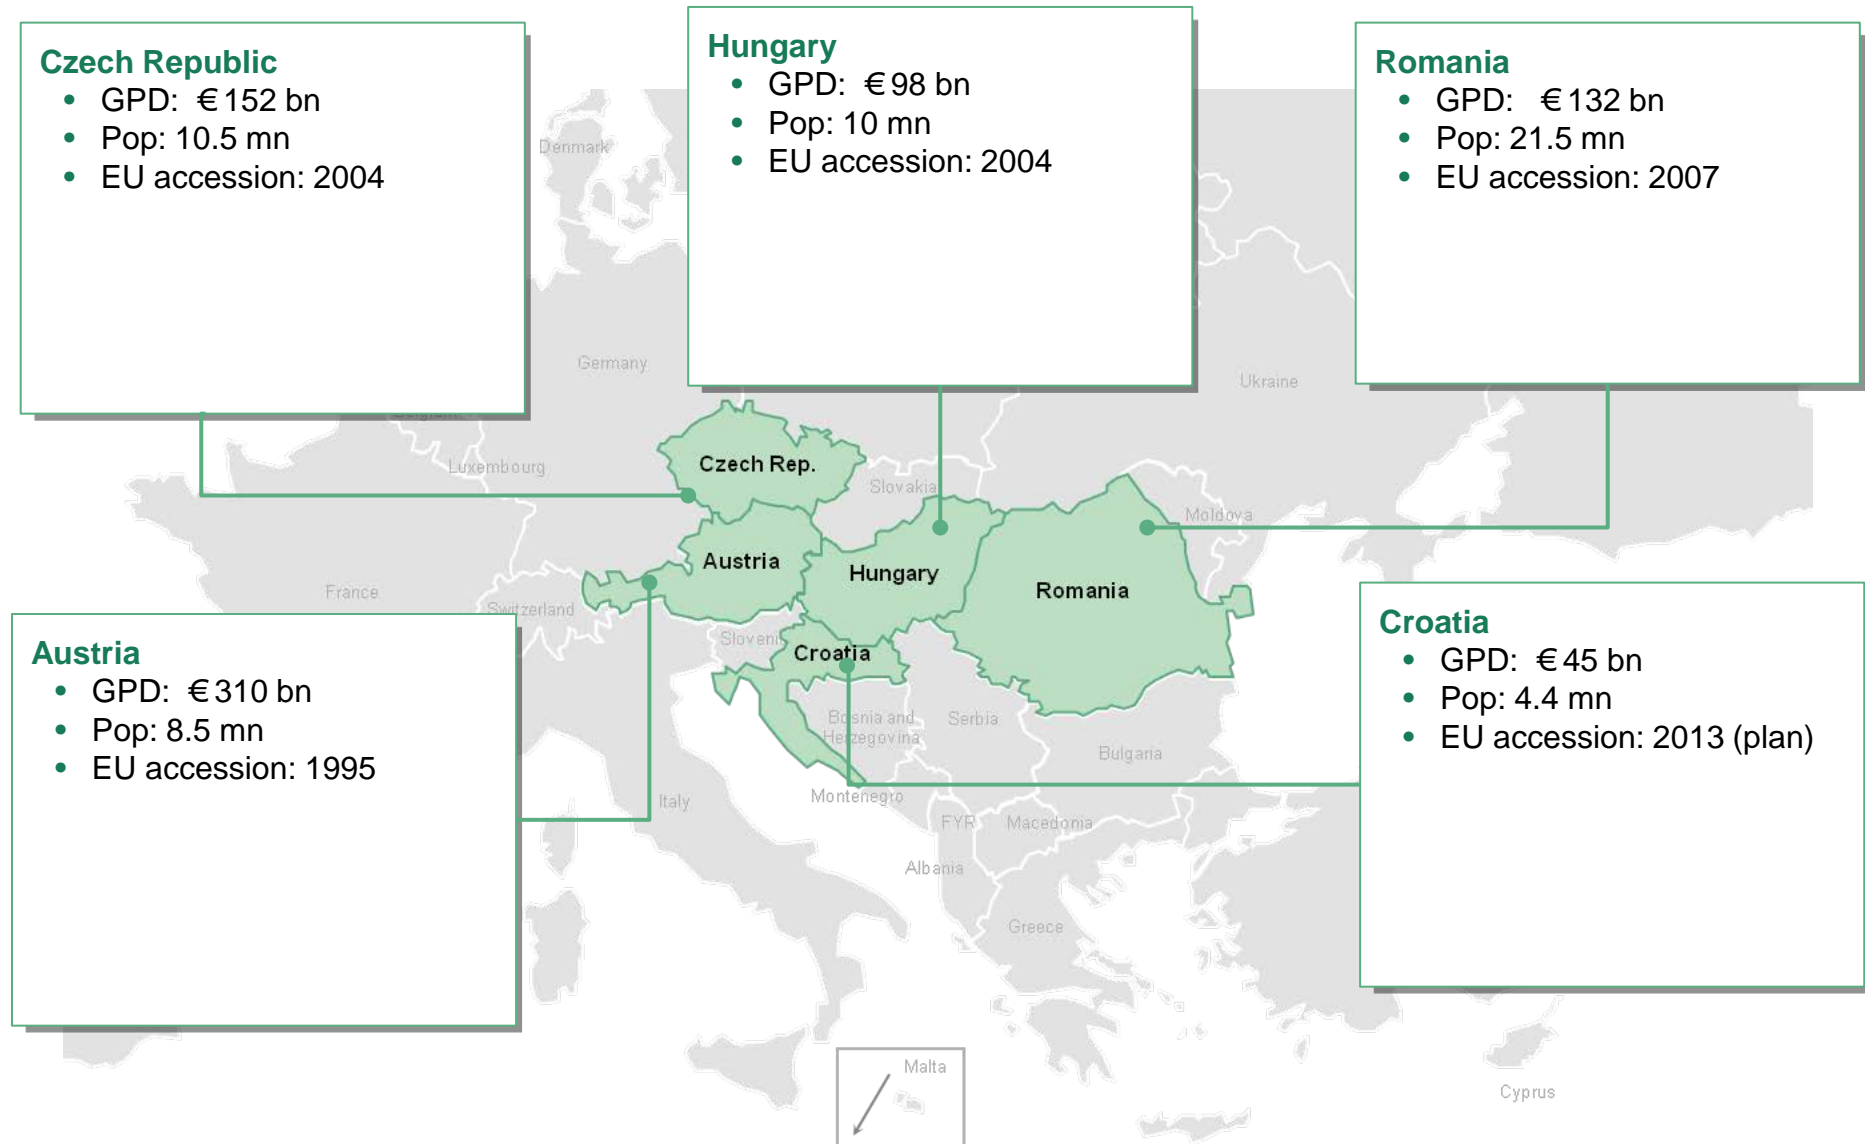 Czech Republic
• GPD: €152 bn
• Pop: 10.5 mn
• EU accession: 2004
Hungary
• GPD: €98 bn
• Pop: 10 mn
• EU accession: 2004
Romania
• GPD: €132 bn
• Pop: 21.5 mn
• EU accession: 2007
Denmark
Germany
Ukraine
Belgium
Luxembourg
Czech Rep.
Slovakia
Moldova
Austria
Hungary
Romania
France
Switzerland
Croatia
Bosnia and
Herzegovina
Serbia
Bulgaria
Montenegro
Italy
FYR
Macedonia
Albania
Greece
Austria
• GPD: €310 bn
• Pop: 8.5 mn
• EU accession: 1995
Croatia
• GPD: €45 bn
• Pop: 4.4 mn
• EU accession: 2013 (plan)
Malta
Cyprus